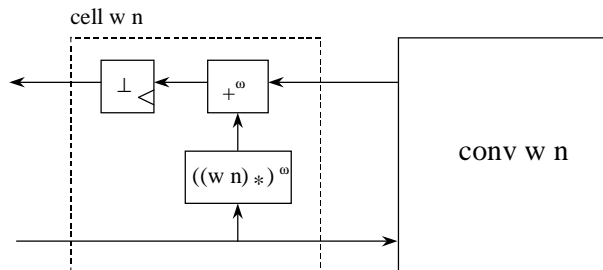 cell w n
⊥
+ω
conv w n
((w n) *) ω